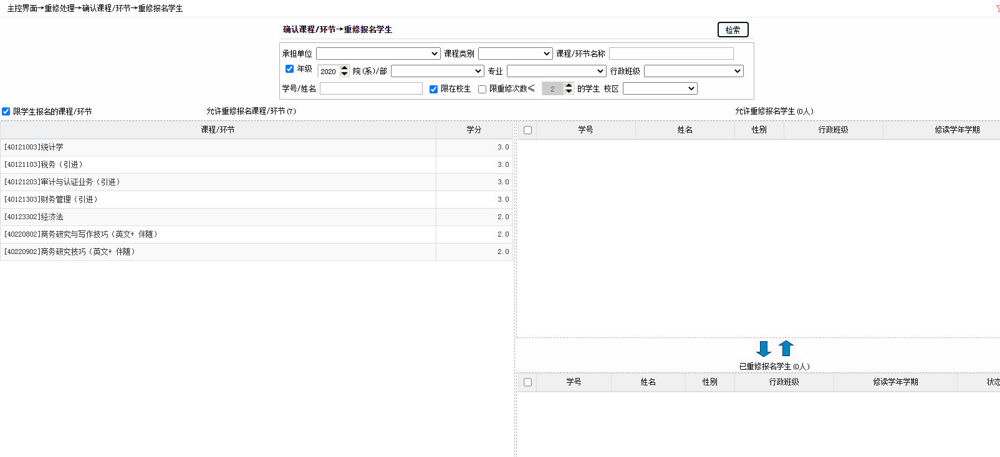 主控界面→重修处理→确认课程/环节→重修报名学生
确认课程/环节→重修报名学生 检索
承担单位 课程类别 课程/环节名称
年级 2020 院(系)/部 专业 行政班级
学号/姓名 限在校生 限重修次数≤ 2 的学生 校区
限学生报名的课程/环节 允许重修报名课程/环节(7) 允许重修报名学生(0人)
课程/环节 学分 学号 姓名 性别 行政班级 修读学年学期
[40121003]统计学 3.0
[40121103]税务（引进） 3.0
[40121203]审计与认证业务（引进） 3.0
[40121303]财务管理（引进） 3.0
[40123302]经济法 2.0
[40220802]商务研究与写作技巧（英文+ 伴随） 2.0
[40220902]商务研究技巧（英文+ 伴随） 2.0
已重修报名学生(0人)
学号 姓名 性别 行政班级 修读学年学期 状态